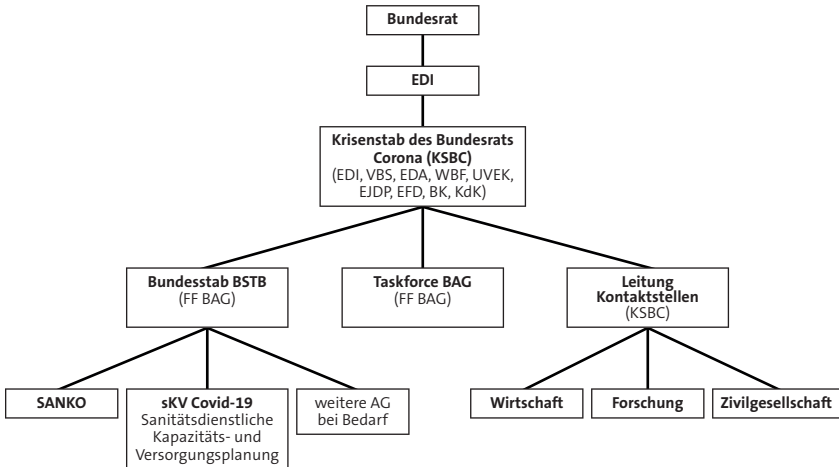 Bundesrat
EDI
Krisenstab des Bundesrats
Corona (KSBC)
(EDI, VBS, EDA, WBF, UVEK,
EJDP, EFD, BK, KdK)
Bundesstab BSTB
(FF BAG)
Taskforce BAG
(FF BAG)
Leitung
Kontaktstellen
(KSBC)
SANKO
sKV Covid-19
Sanitätsdienstliche
Kapazitäts- und
Versorgungsplanung
weitere AG
bei Bedarf
Wirtschaft
Forschung
Zivilgesellschaft